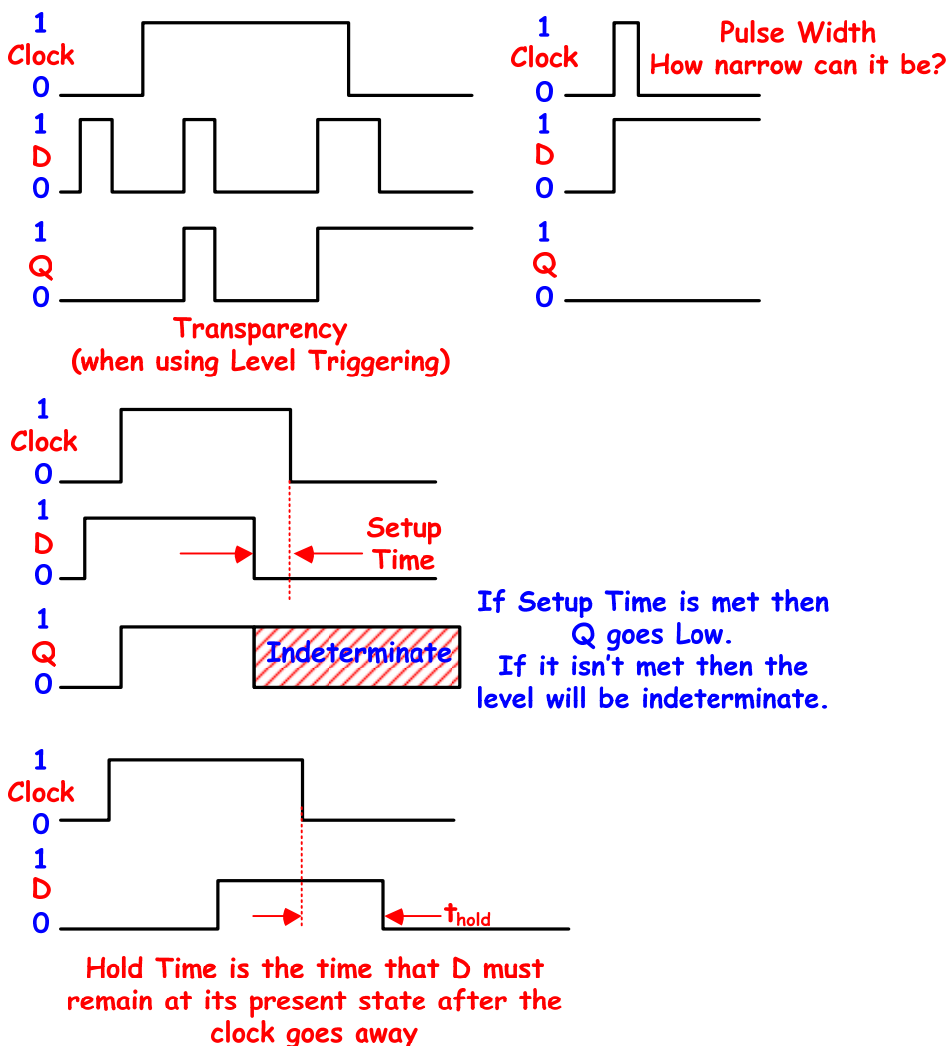 1
Clock
0
1
D
0
1
Q
0
Transparency
(when using Level Triggering)
1
Clock
0
Pulse Width
How narrow can it be?
1
D
0
1
Q
0
1
Clock
0
1
D
0
Setup
Time
1
Q
0
Indeterminate
If Setup Time is met then
Q goes Low.
If it isn't met then the
level will be indeterminate.
1
Clock
0
1
D
0
thold
Hold Time is the time that D must
remain at its present state after the
clock goes away